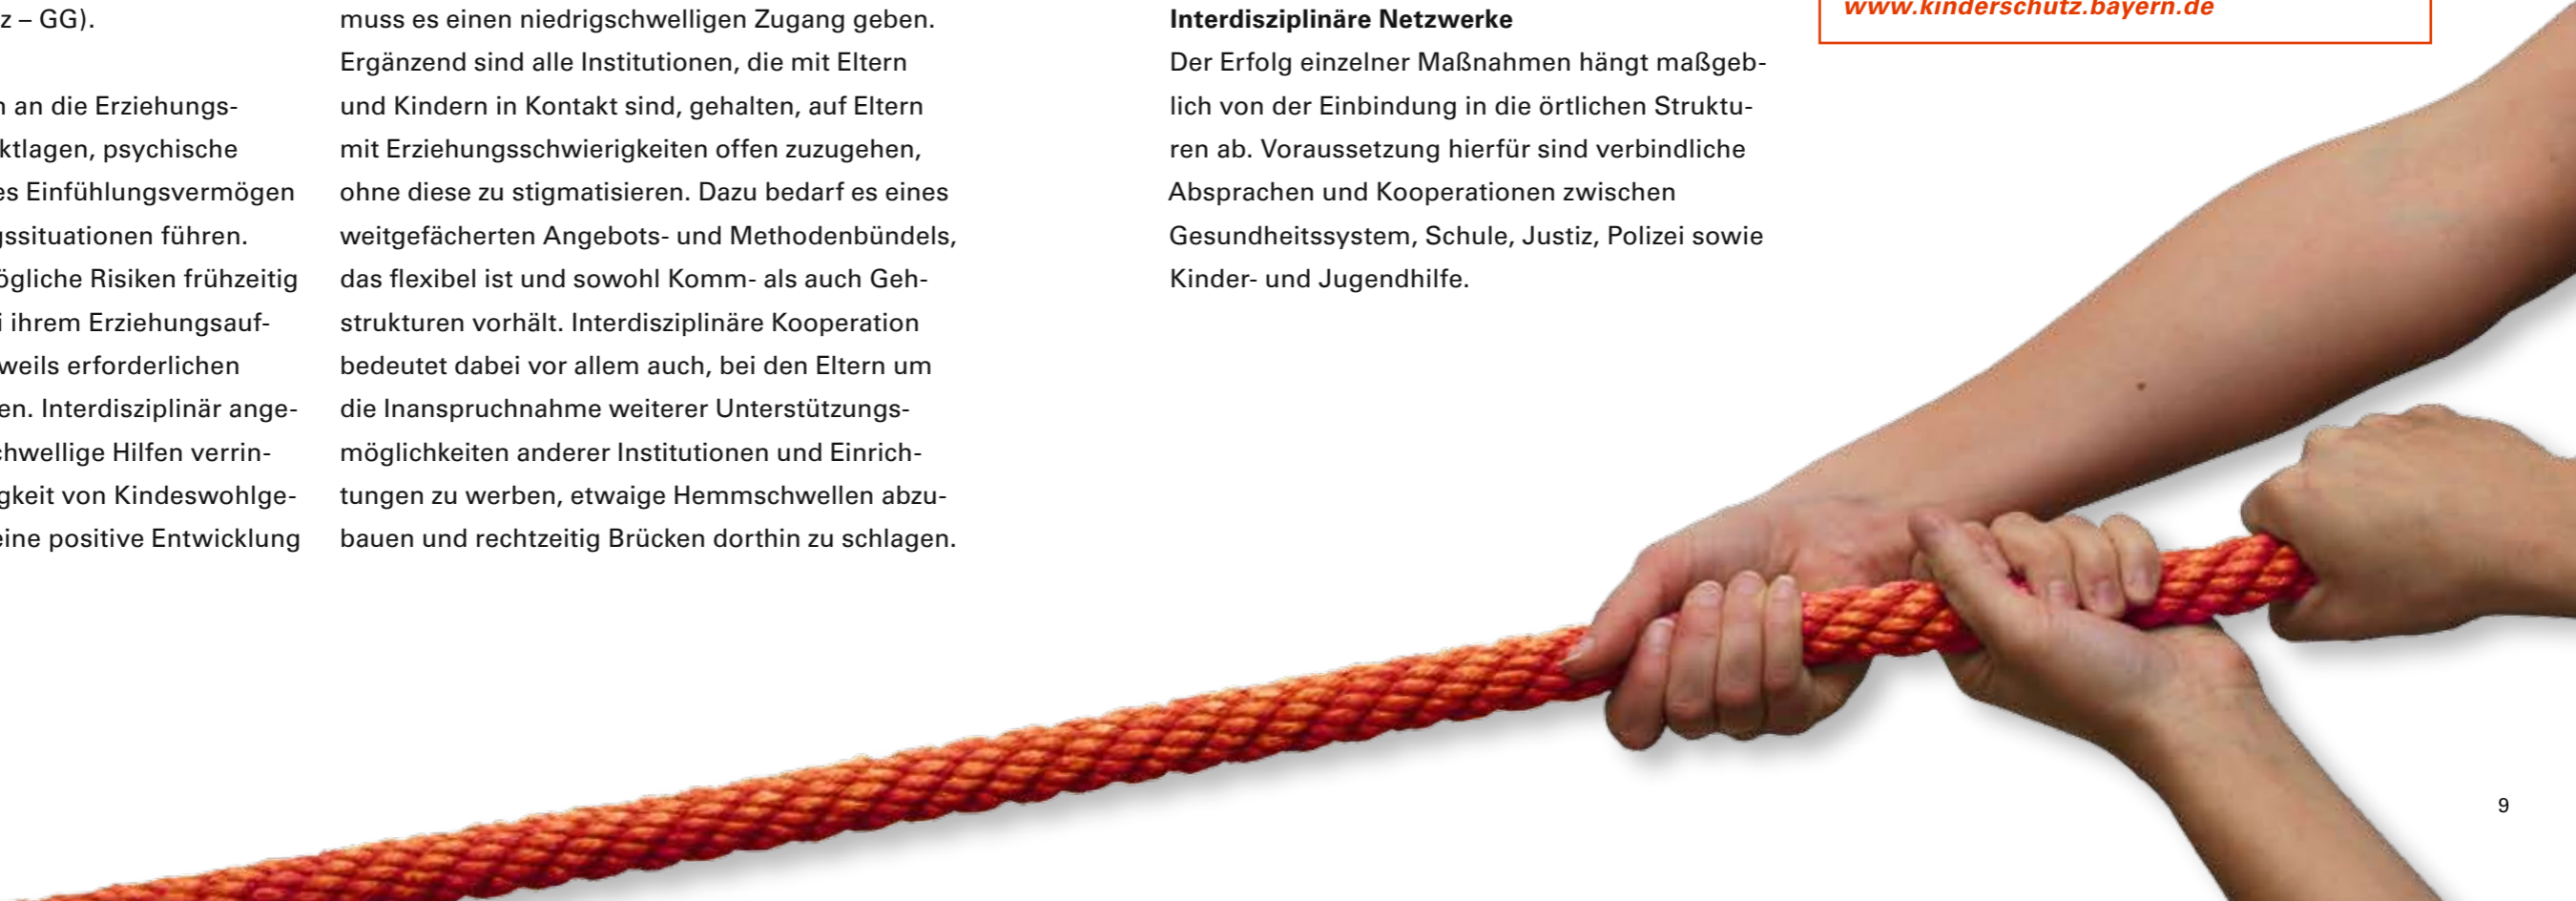 z – GG).
n an die Erziehungs-
ktlagen, psychische
es Einfühlungsvermögen
gssituationen führen.
ögliche Risiken frühzeitig
i ihrem Erziehungsauf-
weils erforderlichen
en. Interdisziplinär ange-
chwellige Hilfen verrin-
gkeit von Kindeswohlge-
eine positive Entwicklung
muss es einen niedrigschwelligen Zugang geben.
Ergänzend sind alle Institutionen, die mit Eltern
und Kindern in Kontakt sind, gehalten, auf Eltern
mit Erziehungsschwierigkeiten offen zuzugehen,
ohne diese zu stigmatisieren. Dazu bedarf es eines
weitgefächerten Angebots- und Methodenbündels,
das flexibel ist und sowohl Komm- als auch Geh-
strukturen vorhält. Interdisziplinäre Kooperation
bedeutet dabei vor allem auch, bei den Eltern um
die Inanspruchnahme weiterer Unterstützungs-
möglichkeiten anderer Institutionen und Einrich-
tungen zu werben, etwaige Hemmschwellen abzu-
bauen und rechtzeitig Brücken dorthin zu schlagen.
Interdisziplinäre Netzwerke
Der Erfolg einzelner Maßnahmen hängt maßgeb-
lich von der Einbindung in die örtlichen Struktu-
ren ab. Voraussetzung hierfür sind verbindliche
Absprachen und Kooperationen zwischen
Gesundheitssystem, Schule, Justiz, Polizei sowie
Kinder- und Jugendhilfe.
www.kinderschutz.bayern.de
9